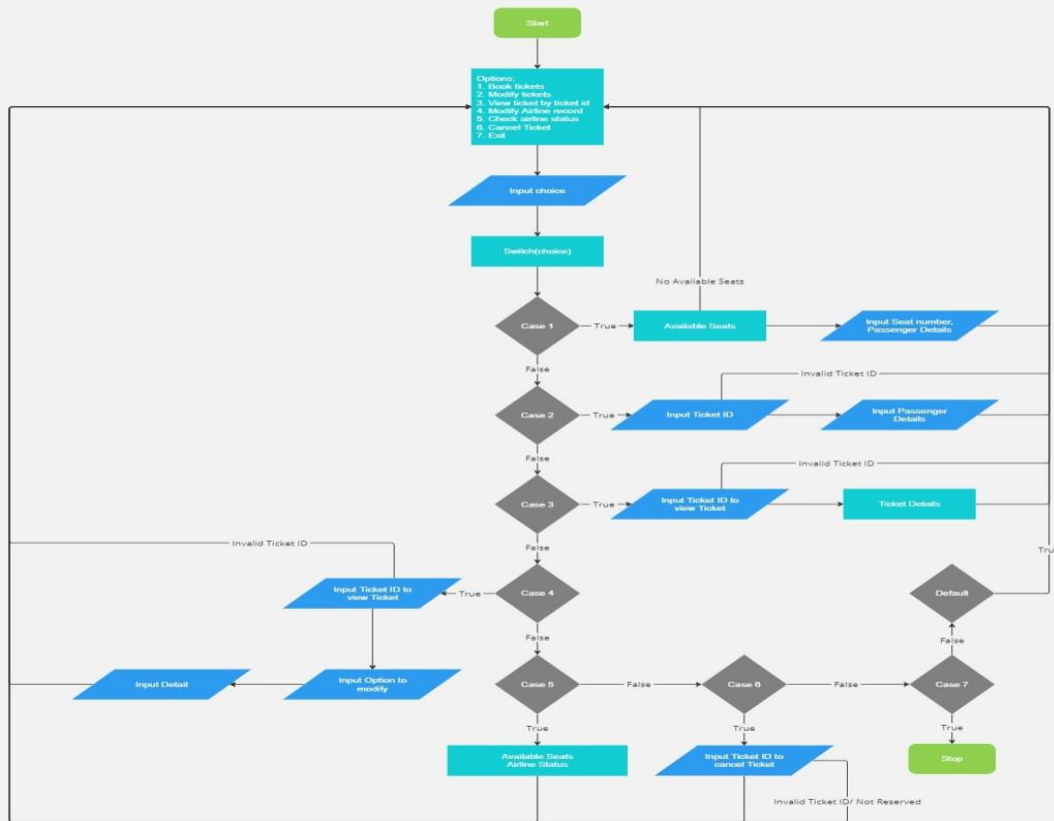 Start
Options:
1. Book tickets
2. Modify tickets
3. View ticket by ticket id
4. Modify Airline record
5. Check airline status
6. Cancel Ticket
7. Exit
Input choice
Switch(choice)
No Available Seats
Case 1
True
Available Seats
Input Seat number,
Passenger Details
False
Invalid Ticket ID
Case 2
True
Input Ticket ID
Input Passenger
Details
False
Invalid Ticket ID
Case 3
True
Input Ticket ID to
view Ticket
Ticket Details
False
Invalid Ticket ID
True
Input Ticket ID to
view Ticket
True
Case 4
Default
False
False
Input Detail
Input Option to
modify
Case 5
False
Case 6
False
Case 7
True
True
True
Available Seats
Airline Status
Input Ticket ID to
cancel Ticket
Stop
Invalid Ticket ID/ Not Reserved